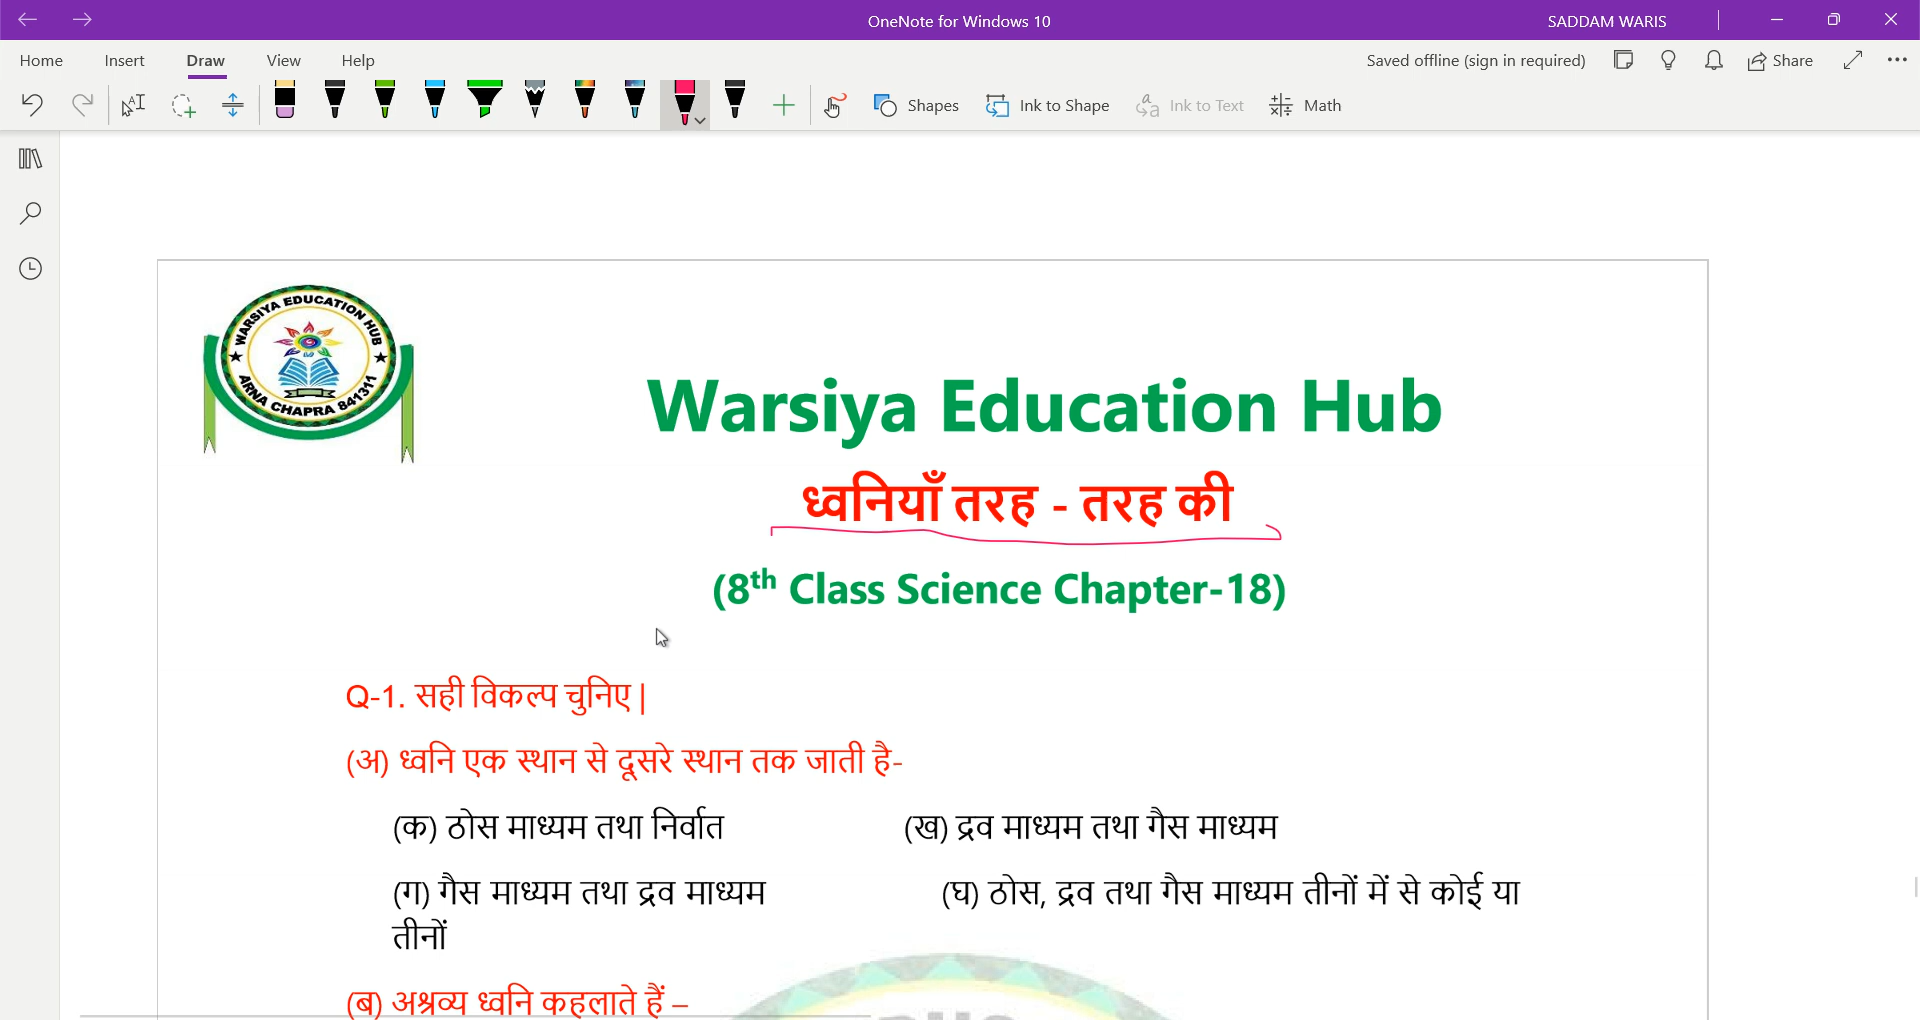 OneNote for Windows 10
SADDAM WARIS
Home Insert Draw View Help
Saved offline (sign in required)
Share
Shapes
Ink to Shape
Ink to Text
Math
WARSIYA EDUCATION HUB
ARNA CHAPRA 841311
Warsiya Education Hub
ध्वनियाँ तरह - तरह की
(8th Class Science Chapter-18)
Q-1. सही विकल्प चुनिए |
(अ) ध्वनि एक स्थान से दूसरे स्थान तक जाती है-
(क) ठोस माध्यम तथा निर्वात (ख) द्रव माध्यम तथा गैस माध्यम
(ग) गैस माध्यम तथा द्रव माध्यम (घ) ठोस, द्रव तथा गैस माध्यम तीनों में से कोई या
तीनों
(ब) अश्रव्य ध्वनि कहलाते हैं –